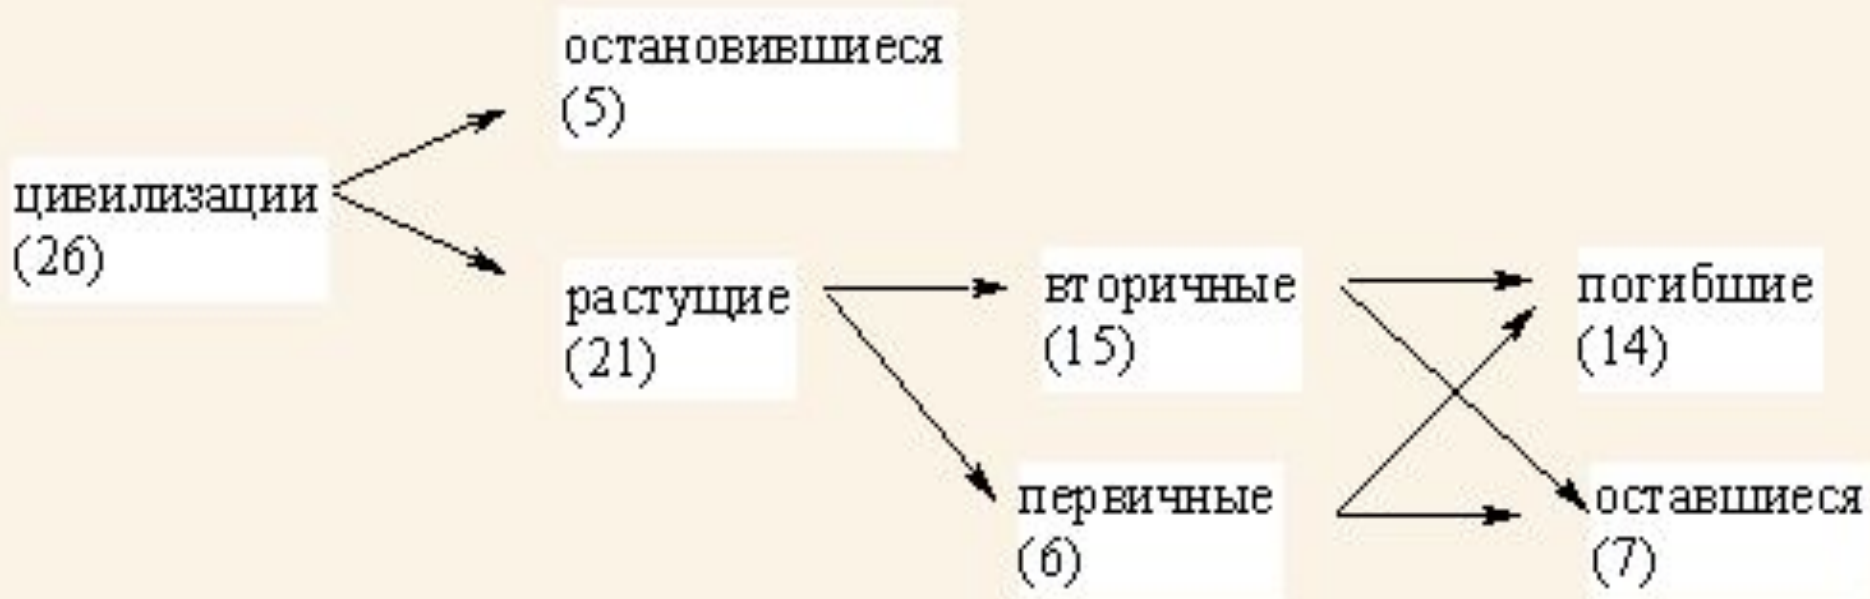 остановившиеся
(5)
цивилизации
(26)
растущие
(21)
вторичные
(15)
погибшие
(14)
первичные
(6)
оставшиеся
(7)